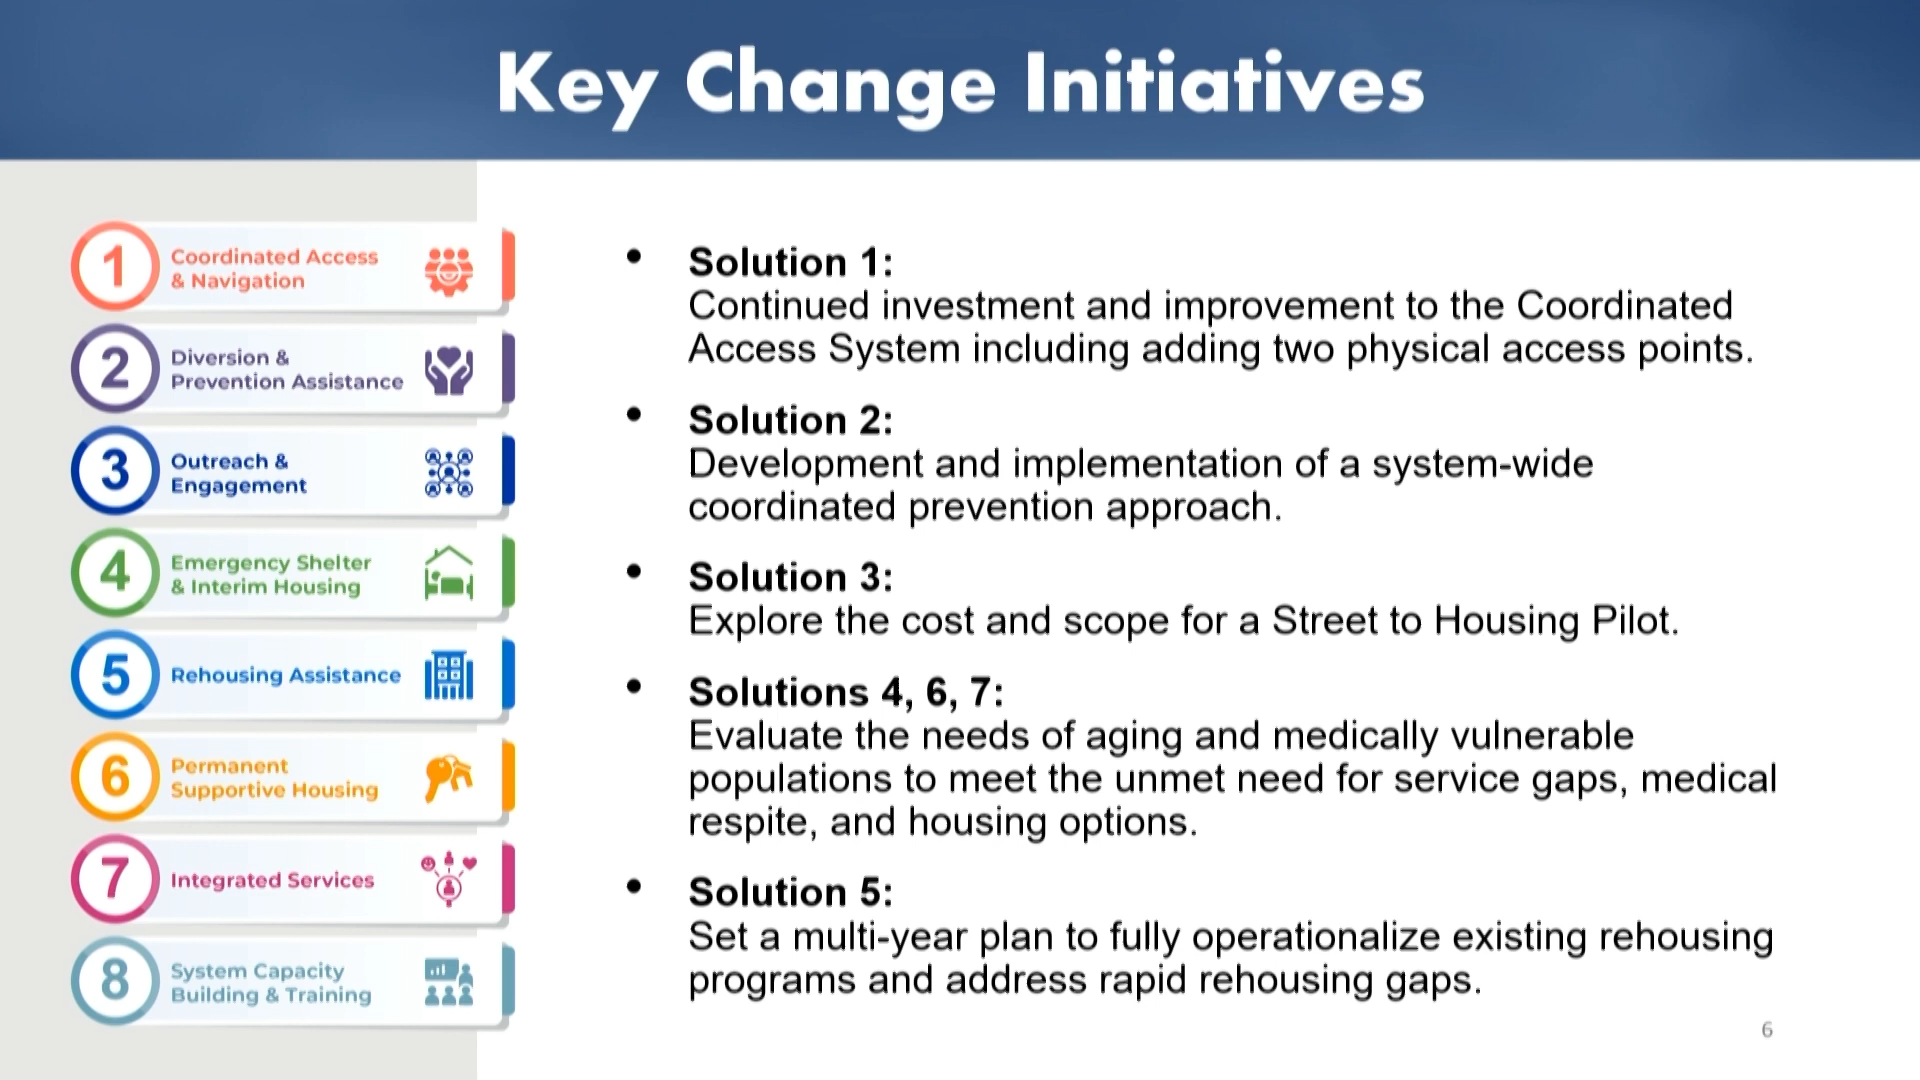 Key Change Initiatives
1
Coordinated Access
& Navigation
2
Diversion &
Prevention Assistance
3
Outreach &
Engagement
4
Emergency Shelter
& Interim Housing
5
Rehousing Assistance
6
Permanent
Supportive Housing
7
Integrated Services
8
System Capacity
Building & Training
• Solution 1:
Continued investment and improvement to the Coordinated
Access System including adding two physical access points.
• Solution 2:
Development and implementation of a system-wide
coordinated prevention approach.
• Solution 3:
Explore the cost and scope for a Street to Housing Pilot.
• Solutions 4, 6, 7:
Evaluate the needs of aging and medically vulnerable
populations to meet the unmet need for service gaps, medical
respite, and housing options.
• Solution 5:
Set a multi-year plan to fully operationalize existing rehousing
programs and address rapid rehousing gaps.
6